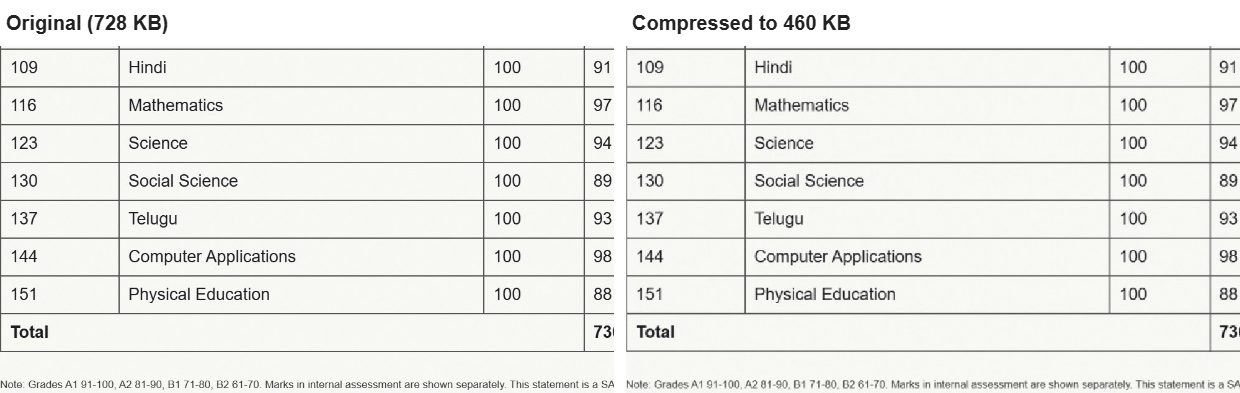 Original (728 KB)
109 Hindi 100 91
116 Mathematics 100 97
123 Science 100 94
130 Social Science 100 89
137 Telugu 100 93
144 Computer Applications 100 98
151 Physical Education 100 88
Total
Note: Grades A1 91-100, A2 81-90, B1 71-80, B2 61-70. Marks in internal assessment are shown separately. This statement is a
Compressed to 460 KB
109 Hindi 100 91
116 Mathematics 100 97
123 Science 100 94
130 Social Science 100 89
137 Telugu 100 93
144 Computer Applications 100 98
151 Physical Education 100 88
Total
Note: Grades A1 91-100, A2 81-90, B1 71-80, B2 61-70. Marks in internal assessment are shown separately. This statement is a